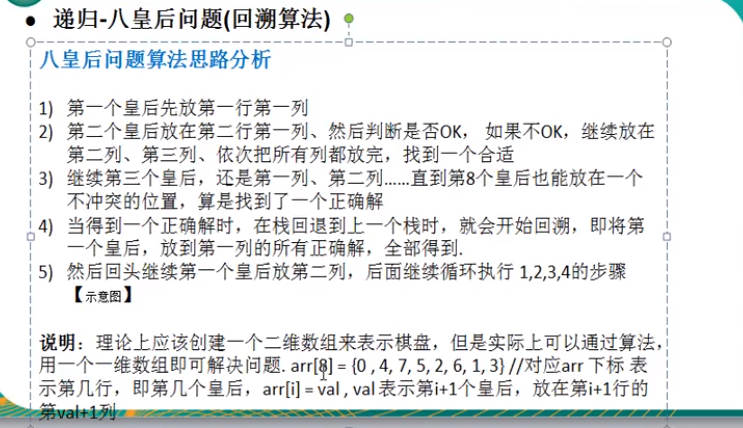 ● 递归-八皇后问题(回溯算法)
八皇后问题算法思路分析
1) 第一个皇后先放第一行第一列
2) 第二个皇后放在第二行第一列、然后判断是否OK， 如果不OK，继续放在
第二列、第三列、依次把所有列都放完，找到一个合适
3) 继续第三个皇后，还是第一列、第二列……直到第8个皇后也能放在一个
不冲突的位置，算是找到了一个正确解
4) 当得到一个正确解时，在栈回退到上一个栈时，就会开始回溯，即将第
一个皇后，放到第一列的所有正确解，全部得到.
5) 然后回头继续第一个皇后放第二列，后面继续循环执行 1,2,3,4的步骤
【示意图】
说明：理论上应该创建一个二维数组来表示棋盘，但是实际上可以通过算法，
用一个一维数组即可解决问题. arr[8] = {0 , 4, 7, 5, 2, 6, 1, 3} //对应arr 下标 表
示第几行，即第几个皇后，arr[i] = val , val 表示第i+1个皇后，放在第i+1行的
第val+1列